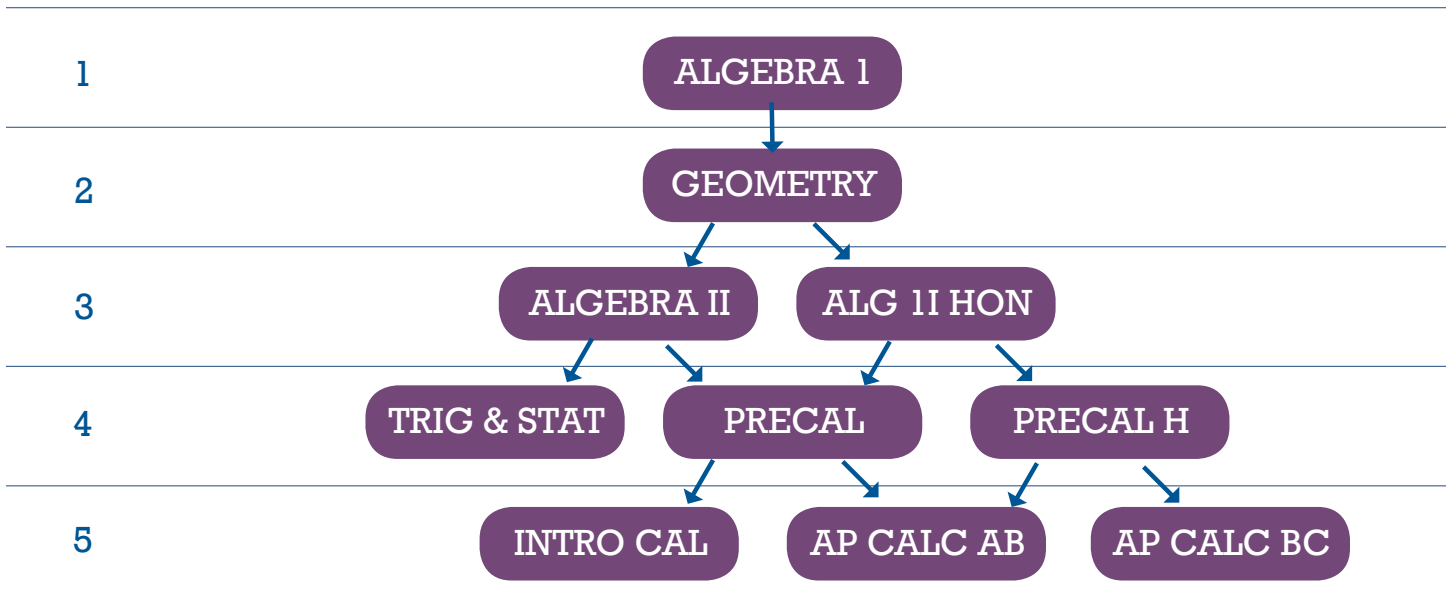 1 ALGEBRA 1
2 GEOMETRY
3 ALGEBRA II ALG 1I HON
4 TRIG & STAT PRECAL PRECAL H
5 INTRO CAL AP CALC AB AP CALC BC